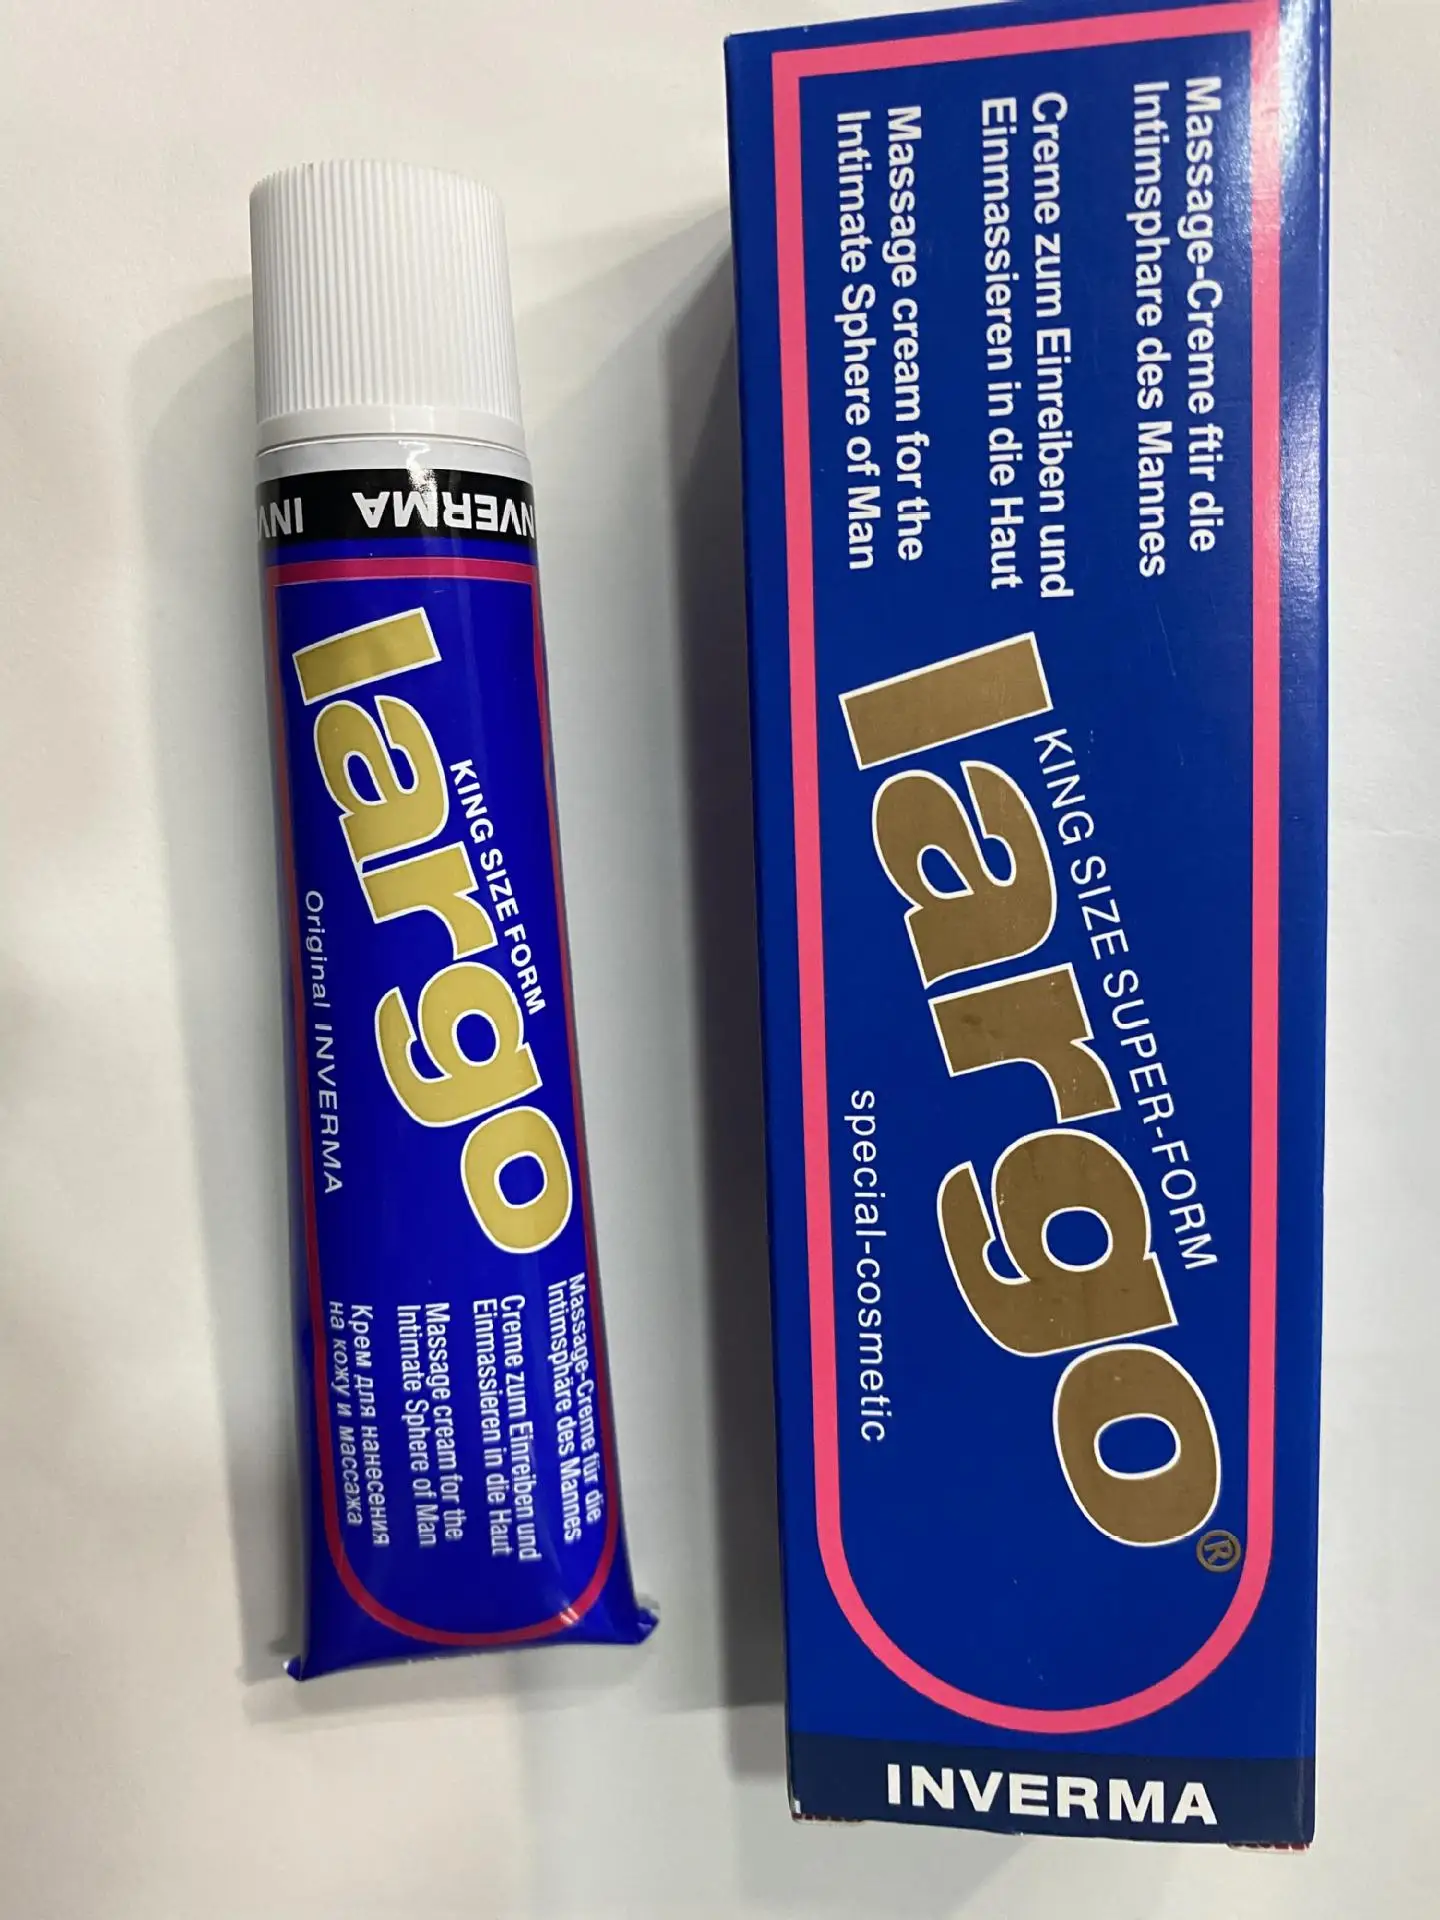 INVERMA
INV
NVERMA
largo
KING SIZE FORM
Original INVERMA
Massage-Creme für die
Intimsphäre des Mannes
Creme zum Einreiben und
Einmassieren in die Haut
Massage cream for the
Intimate Sphere of Man
Крем для нанесения
на кожу и массажа
Massage-Creme ftir die
Intimsphare des Mannes
Creme zum Einreiben und
Einmassieren in die Haut
Massage cream for the
Intimate Sphere of Man
KING SIZE SUPER-FORM
largo®
special-cosmetic
INVERMA